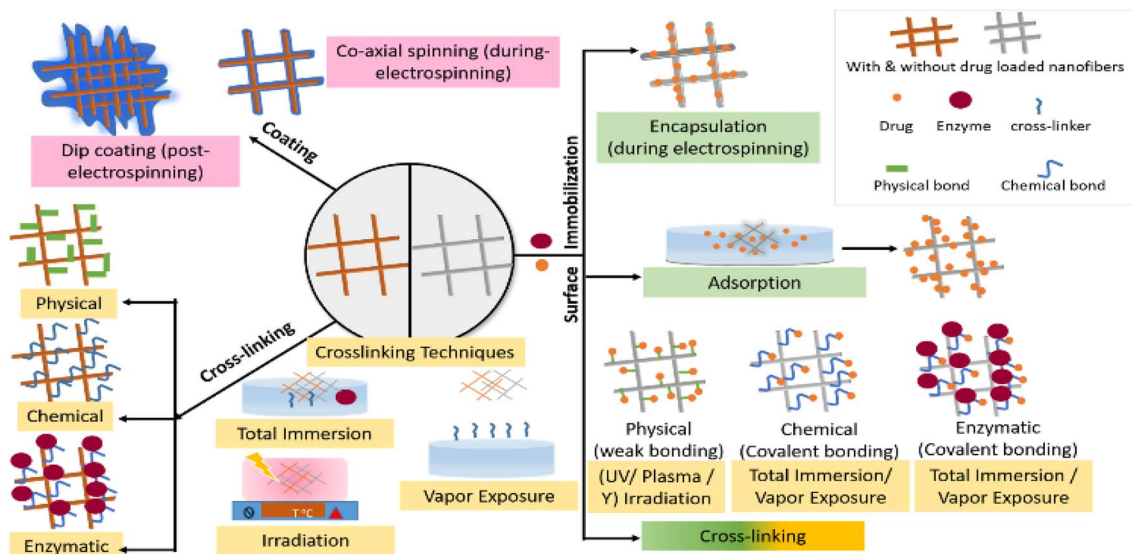 Co-axial spinning (during-
electrospinning)
Dip coating (post-
electrospinning)
Coating
Physical
Chemical
Enzymatic
Cross-linking
Crosslinking Techniques
Total Immersion
T °C
Irradiation
Vapor Exposure
Surface Immobilization
Encapsulation
(during electrospinning)
Adsorption
With & without drug loaded nanofibers
Drug
Enzyme
cross-linker
Physical bond
Chemical bond
Physical
(weak bonding)
(UV/ Plasma /
Y) Irradiation
Chemical
(Covalent bonding)
Total Immersion/
Vapor Exposure
Enzymatic
(Covalent bonding)
Total Immersion /
Vapor Exposure
Cross-linking